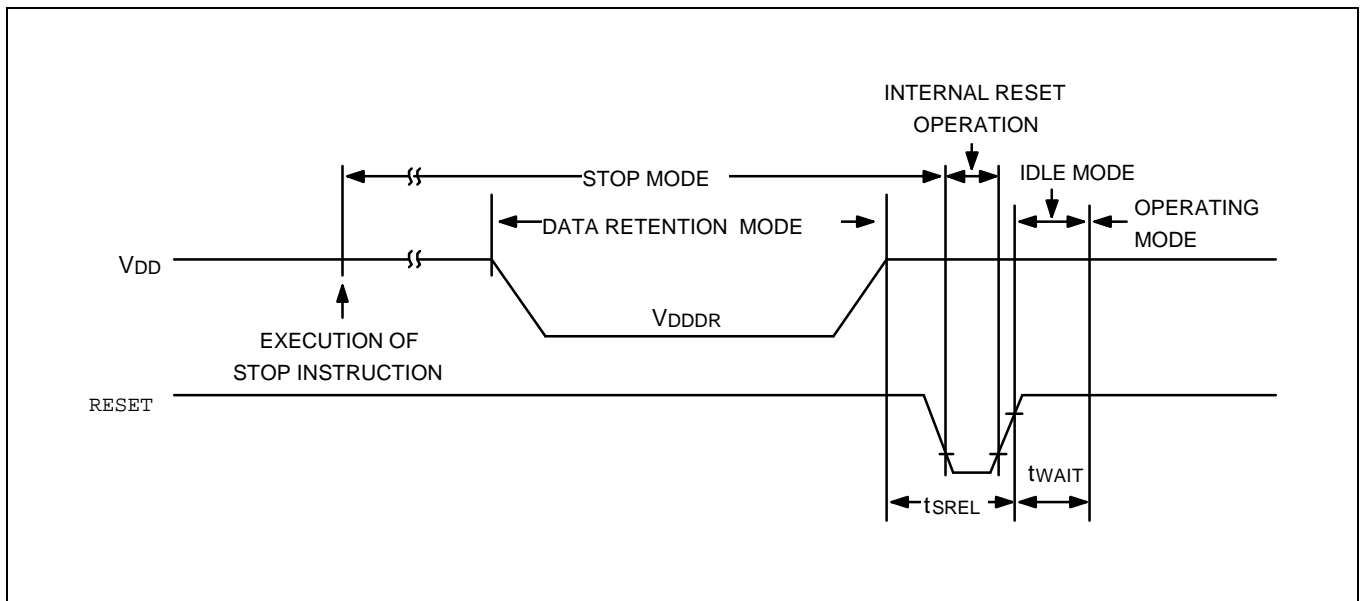 INTERNAL RESET
OPERATION
STOP MODE
IDLE MODE
DATA RETENTION MODE
OPERATING
MODE
VDD
VDDDR
EXECUTION OF
STOP INSTRUCTION
RESET
tWAIT
tSREL